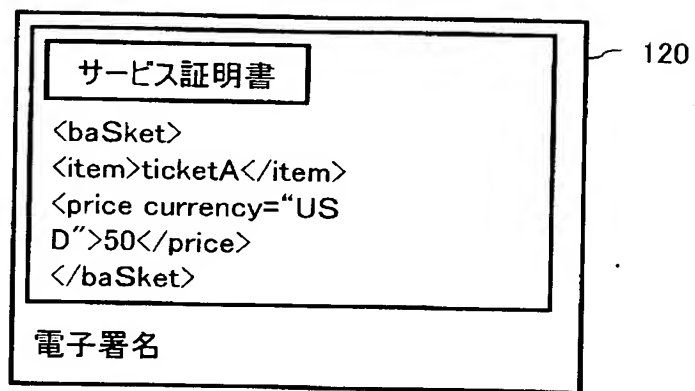 サービス証明書
120
<baSket>
<item>ticketA</item>
<price currency=“US
D”>50</price>
</baSket>
電子署名